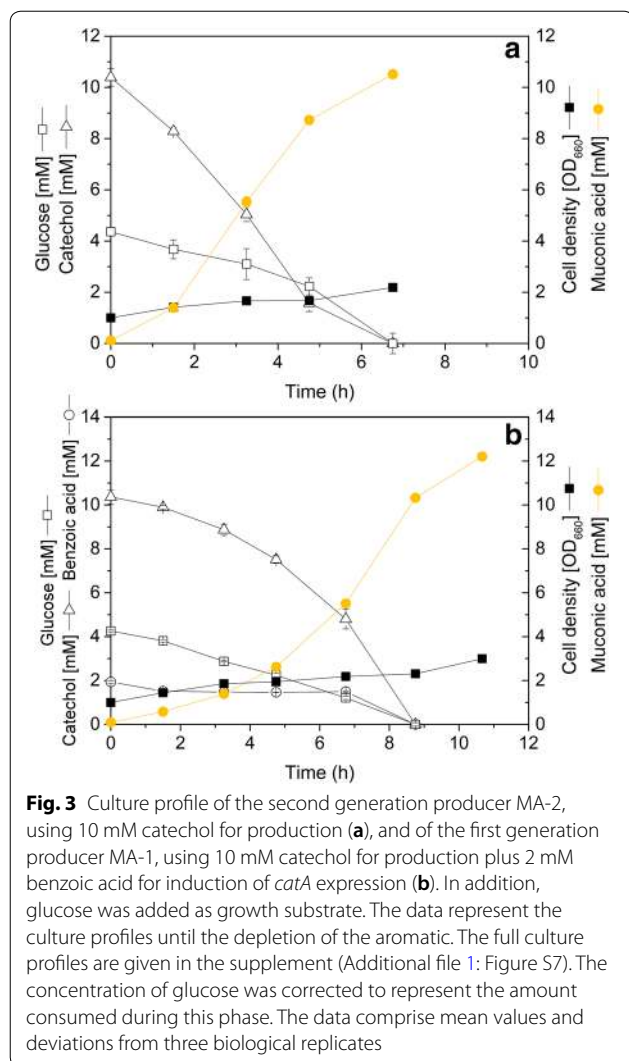 a
12
10
8
6
4
2
0
Glucose [mM]
Catechol [mM]
12
10
8
6
4
2
0
Cell density [OD660]
Muconic acid [mM]
0 2 4 6 8 10
Time (h)
b
14
12
10
8
6
4
2
0
Glucose [mM]
Catechol [mM]
Benzoic acid [mM]
14
12
10
8
6
4
2
0
Cell density [OD660]
Muconic acid [mM]
0 2 4 6 8 10 12
Time (h)
Fig. 3 Culture profile of the second generation producer MA-2,
using 10 mM catechol for production (a), and of the first generation
producer MA-1, using 10 mM catechol for production plus 2 mM
benzoic acid for induction of catA expression (b). In addition,
glucose was added as growth substrate. The data represent the
culture profiles until the depletion of the aromatic. The full culture
profiles are given in the supplement (Additional file 1: Figure S7). The
concentration of glucose was corrected to represent the amount
consumed during this phase. The data comprise mean values and
deviations from three biological replicates